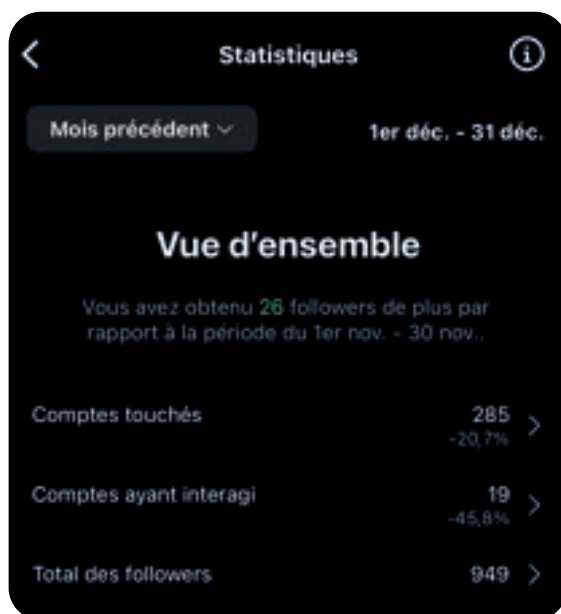 Statistiques
Mois précédent
1er déc. - 31 déc.
Vue d'ensemble
Vous avez obtenu 26 followers de plus par
rapport à la période du 1er nov. - 30 nov..
Comptes touchés
285
-20,7%
Comptes ayant interagi
19
-45,8%
Total des followers
949